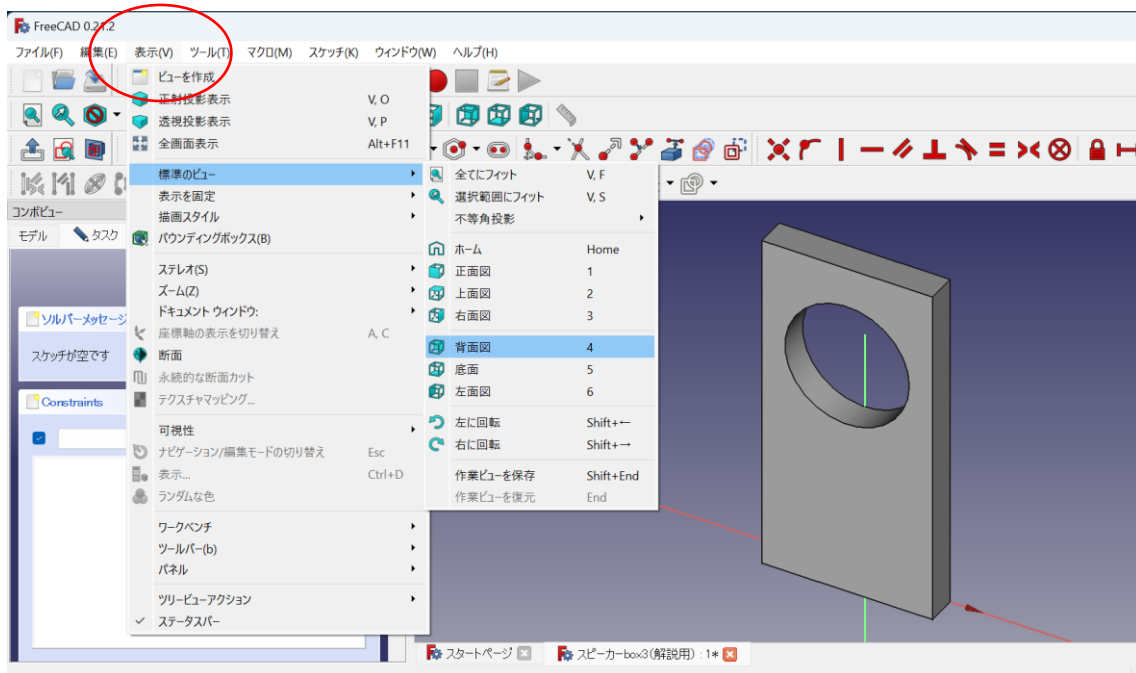 FreeCAD 0.21.2
ファイル(F) 編集(E) 表示(V) ツール(T) マクロ(M) スケッチ(K) ウィンドウ(W) ヘルプ(H)
ビューを作成
正射投影表示 V, O
透視投影表示 V, P
全画面表示 Alt+F11
標準のビュー
表示を固定
描画スタイル
バウンディングボックス(B)
ステレオ(S)
ズーム(Z)
ドキュメント ウィンドウ:
座標軸の表示を切り替え A, C
断面
永続的な断面カット
テクスチャマッピング...
可視性
ナビゲーション/編集モードの切り替え Esc
表示... Ctrl+D
ランダムな色
ワークベンチ
ツールバー(b)
パネル
ツリービューアクション
ステータスバー
全てにフィット V, F
選択範囲にフィット V, S
不等角投影
ホーム Home
正面図 1
上面図 2
右面図 3
背面図 4
底面 5
左面図 6
左に回転 Shift+←
右に回転 Shift+→
作業ビューを保存 Shift+End
作業ビューを復元 End
コンボビュー
モデル タスク
ソルバーメッセージ
スケッチが空です
Constraints
スタートページ スピーカーbox3(解説用) : 1*